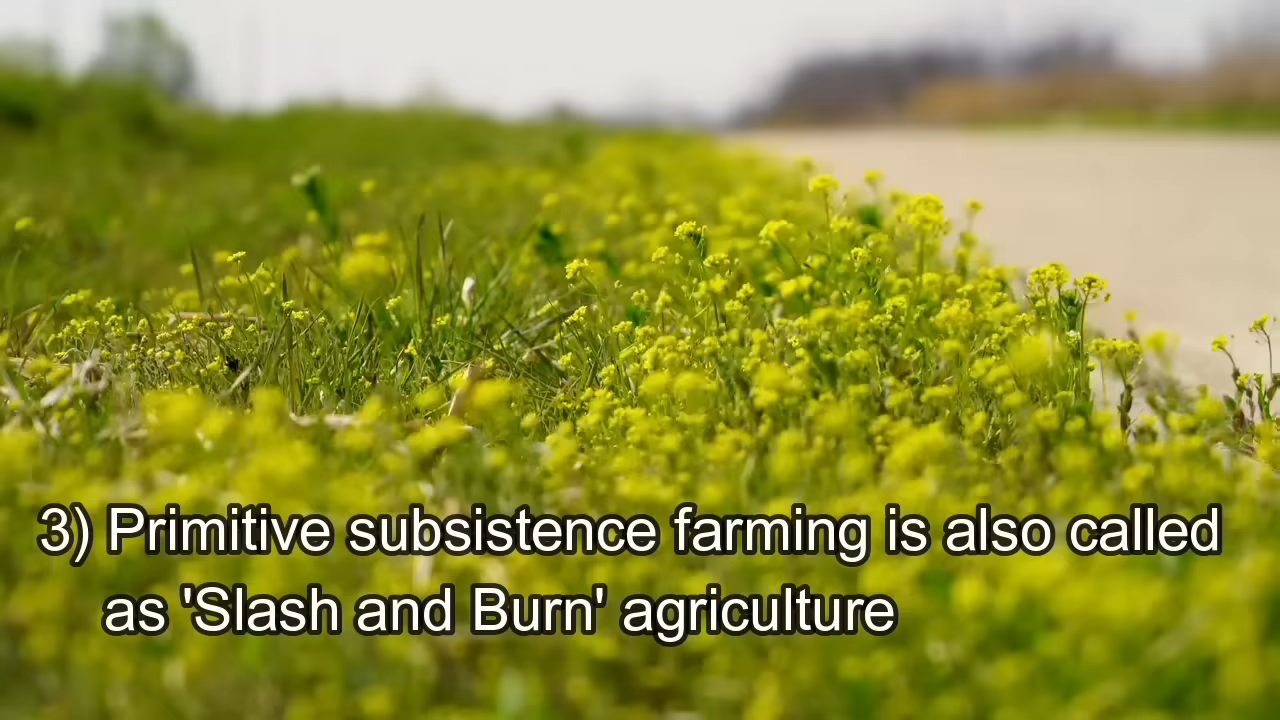 3) Primitive subsistence farming is also called
as 'Slash and Burn' agriculture